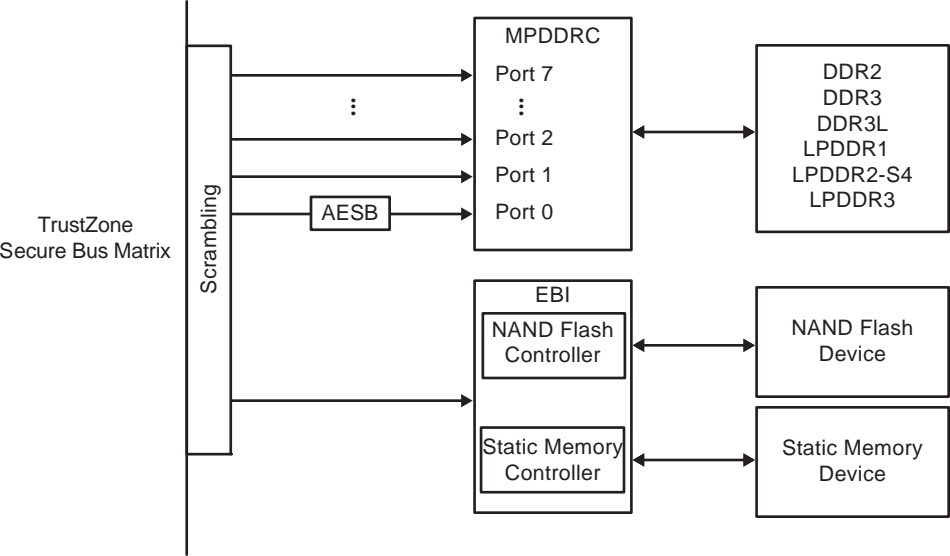 TrustZone
Secure Bus Matrix
Scrambling
AESB
MPDDRC
Port 7
Port 2
Port 1
Port 0
DDR2
DDR3
DDR3L
LPDDR1
LPDDR2-S4
LPDDR3
EBI
NAND Flash
Controller
Static Memory
Controller
NAND Flash
Device
Static Memory
Device